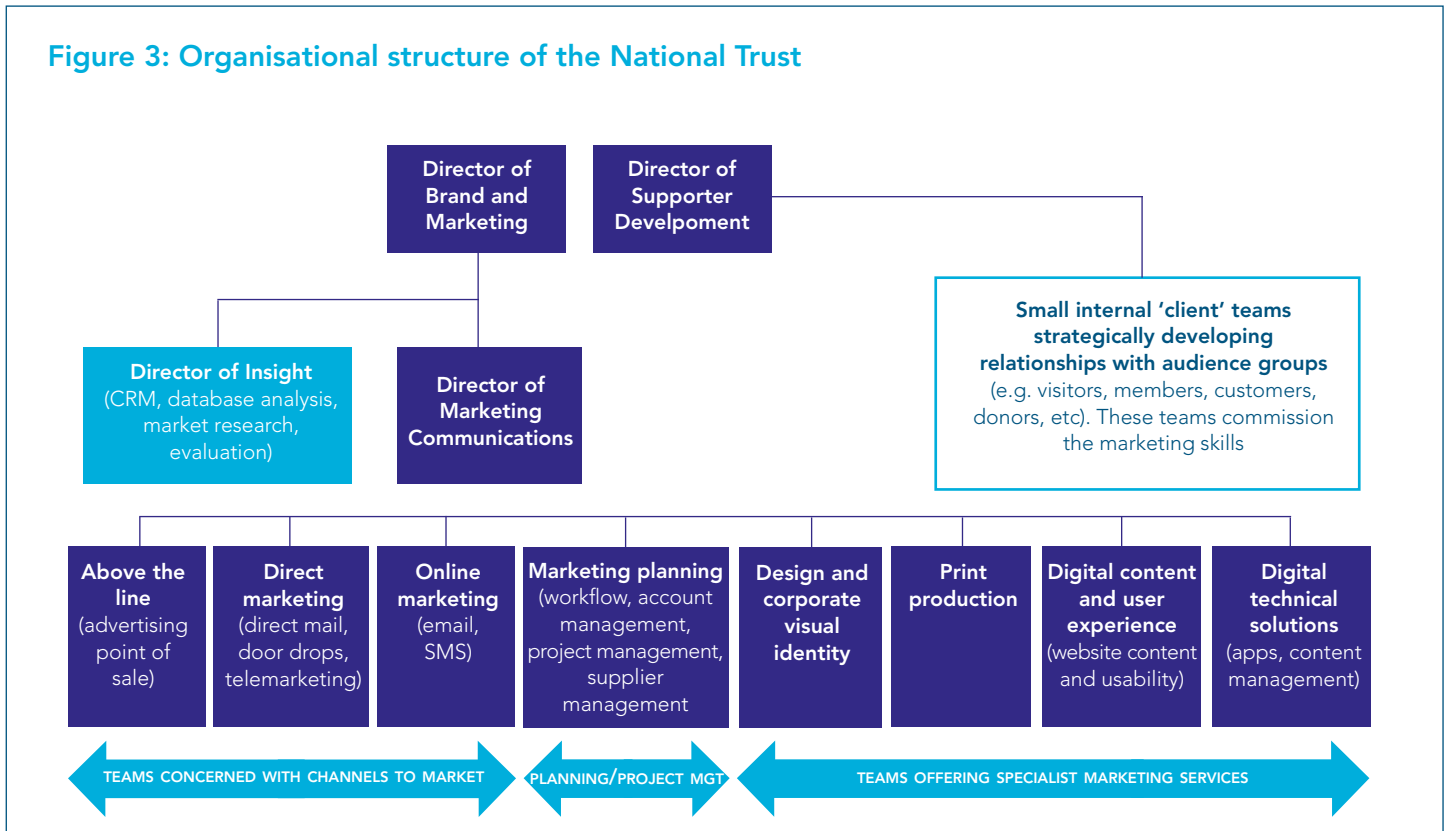 Figure 3: Organisational structure of the National Trust
Director of
Brand and
Marketing
Director of
Supporter
Develpoment
Director of Insight
(CRM, database analysis,
market research,
evaluation)
Director of
Marketing
Communications
Small internal ‘client’ teams
strategically developing
relationships with audience groups
(e.g. visitors, members, customers,
donors, etc). These teams commission
the marketing skills
Above the
line
(advertising
point of
sale)
Direct
marketing
(direct mail,
door drops,
telemarketing)
Online
marketing
(email,
SMS)
Marketing planning
(workflow, account
management,
project management,
supplier
management
Design and
corporate
visual
identity
Print
production
Digital content
and user
experience
(website content
and usability)
Digital
technical
solutions
(apps, content
management)
TEAMS CONCERNED WITH CHANNELS TO MARKET
PLANNING/PROJECT MGT
TEAMS OFFERING SPECIALIST MARKETING SERVICES